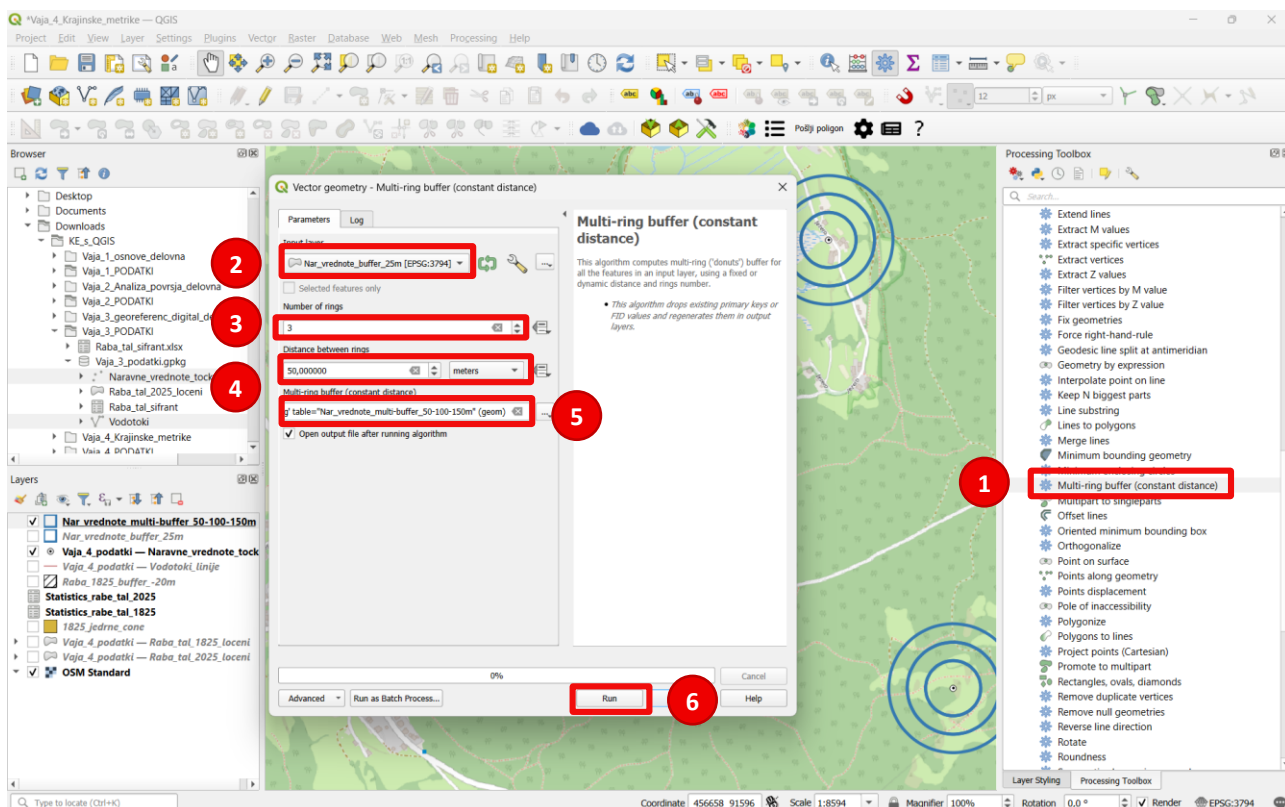 *Vaja_4_Krajinske_metrike — QGIS
Project Edit View Layer Settings Plugins Vector Raster Database Web Mesh Processing Help
12 px
Pošlji poligon
Browser
Desktop
Documents
Downloads
KE_s_QGIS
Vaja_1_osnove_delovna
Vaja_1_PODATKI
Vaja_2_Analiza_povrsja_delovna
Vaja_2_PODATKI
Vaja_3_georeferenc_digital_d
Vaja_3_PODATKI
Raba_tal_sifrant.xlsx
Vaja_3_podatki.gpkg
Naravne_vrednote_tock
Raba_tal_2025_loceni
Raba_tal_sifrant
Vodotoki
Vaja_4_Krajinske_metrike
Vaja_4_PODATKI
Layers
Nar_vrednote_multi-buffer_50-100-150m
Nar_vrednote_buffer_25m
Vaja_4_podatki — Naravne_vrednote_tock
Vaja_4_podatki — Vodotoki_linije
Raba_1825_buffer_-20m
Statistics_rabe_tal_2025
Statistics_rabe_tal_1825
1825_jedrne_cone
Vaja_4_podatki — Raba_tal_1825_loceni
Vaja_4_podatki — Raba_tal_2025_loceni
OSM Standard
Vector geometry - Multi-ring buffer (constant distance)
Parameters Log
Input layer
2
Nar_vrednote_buffer_25m [EPSG:3794]
Selected features only
Number of rings
3
3
Distance between rings
4
50,000000 meters
Multi-ring buffer (constant distance)
g' table="Nar_vrednote_multi-buffer_50-100-150m" (geom)
5
Open output file after running algorithm
Multi-ring buffer (constant
distance)
This algorithm computes multi-ring ('donuts') buffer for
all the features in an input layer, using a fixed or
dynamic distance and rings number.
This algorithm drops existing primary keys or
FID values and regenerates them in output
layers.
0%
Cancel
Advanced Run as Batch Process... Run
6
Help
Processing Toolbox
Search...
Extend lines
Extract M values
Extract specific vertices
Extract vertices
Extract Z values
Filter vertices by M value
Filter vertices by Z value
Fix geometries
Force right-hand-rule
Geodesic line split at antimeridian
Geometry by expression
Interpolate point on line
Keep N biggest parts
Line substring
Lines to polygons
Merge lines
Minimum bounding geometry
Minimum enclosing circles
1
Multi-ring buffer (constant distance)
Multipart to singleparts
Offset lines
Oriented minimum bounding box
Orthogonalize
Point on surface
Points along geometry
Points displacement
Pole of inaccessibility
Polygonize
Polygons to lines
Project points (Cartesian)
Promote to multipart
Rectangles, ovals, diamonds
Remove duplicate vertices
Remove null geometries
Reverse line direction
Rotate
Roundness
Layer Styling Processing Toolbox
Type to locate (Ctrl+K)
Coordinate 456658 91596 Scale 1:8594 Magnifier 100% Rotation 0,0 ° Render EPSG:3794